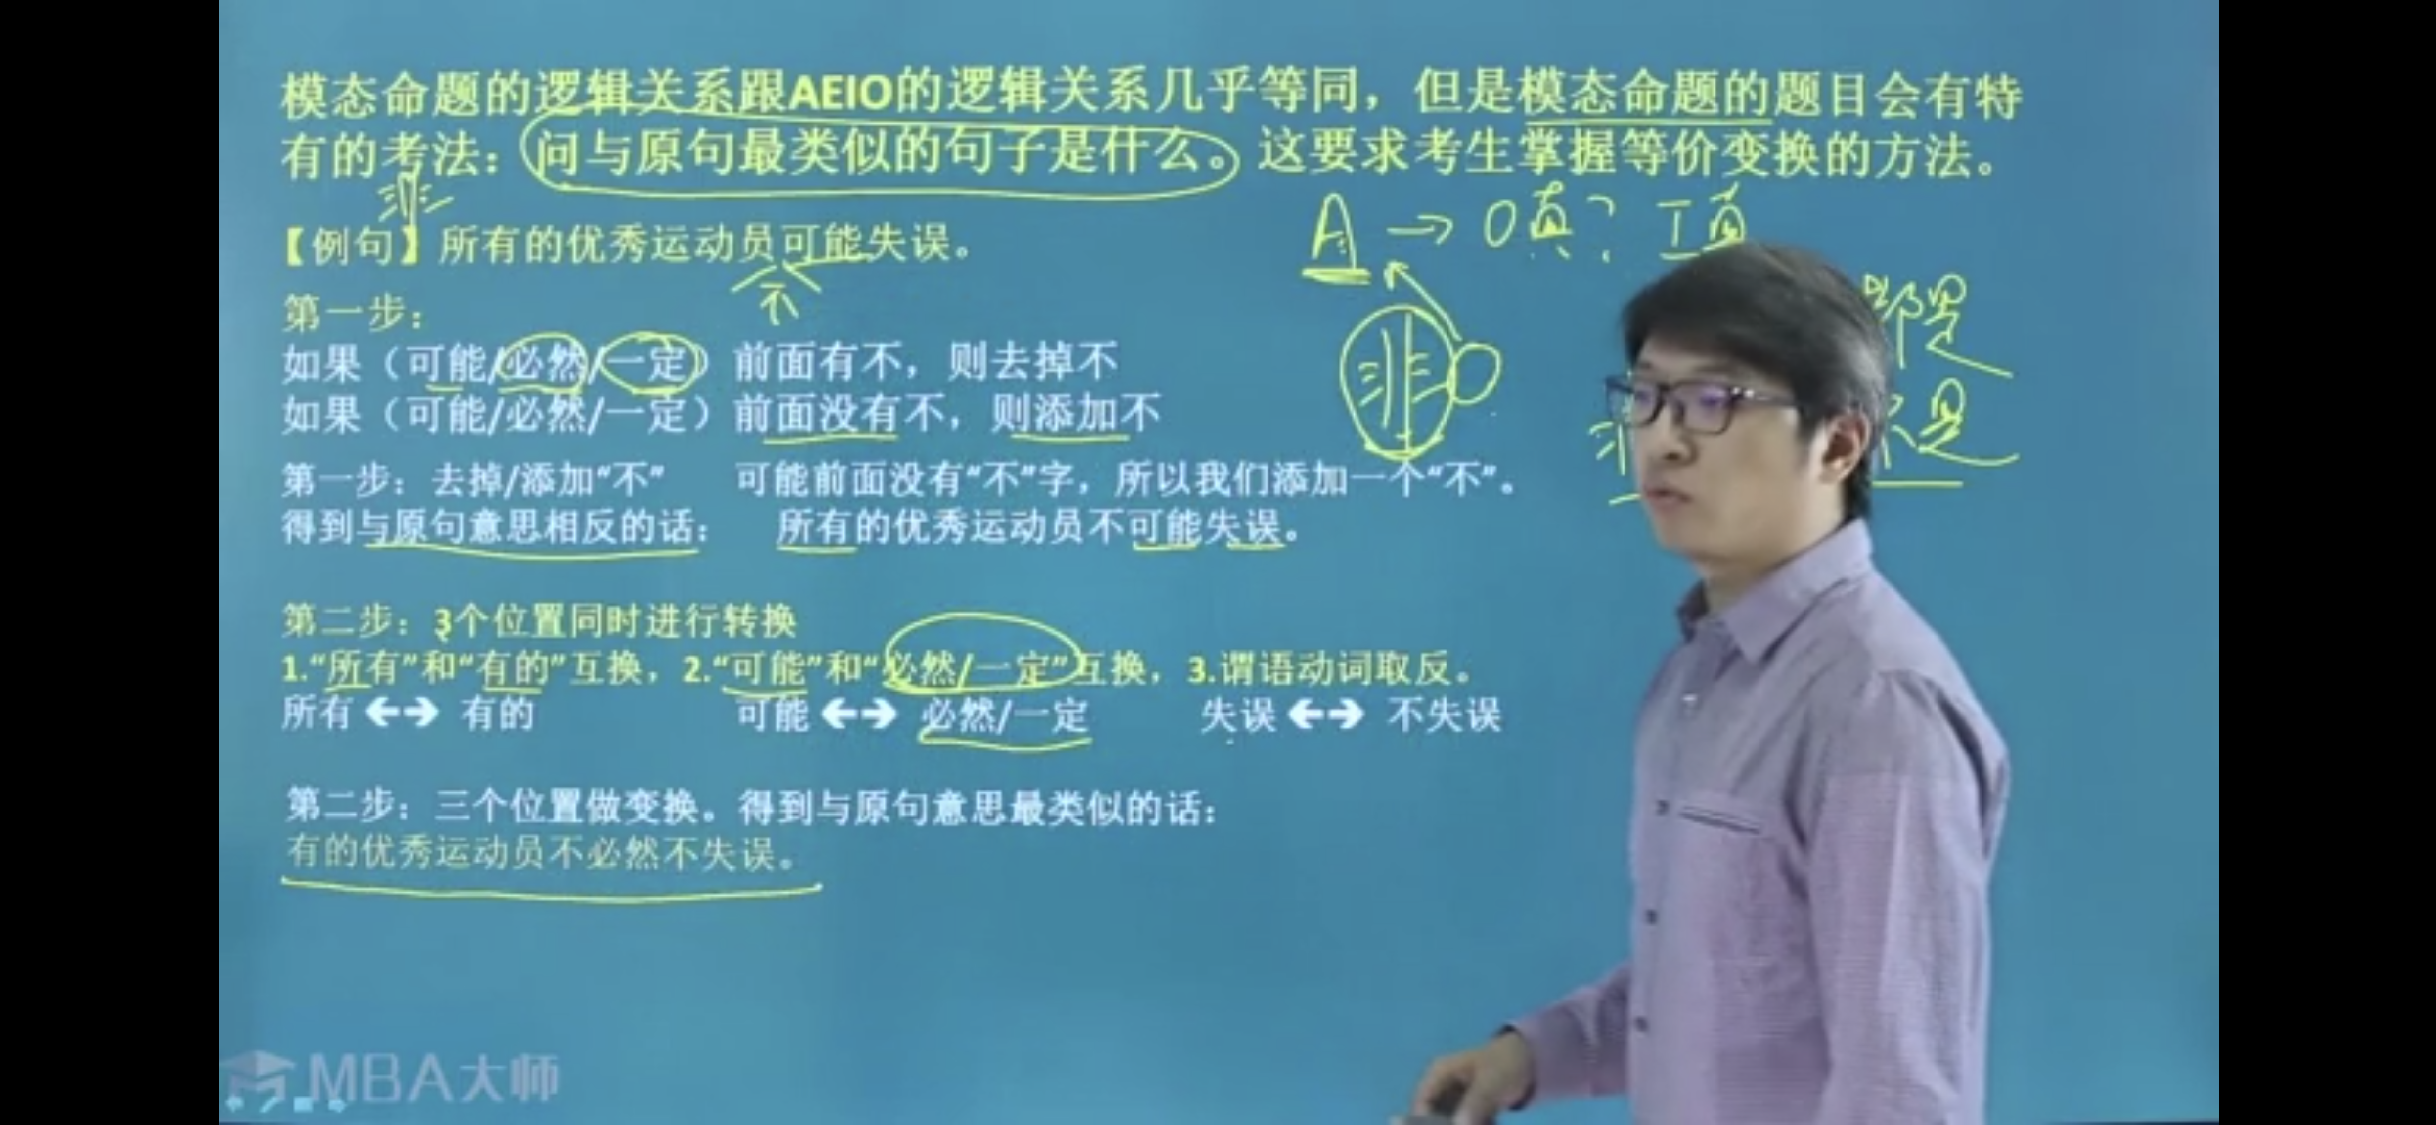 模态命题的逻辑关系跟AEIO的逻辑关系几乎等同，但是模态命题的题目会有特
有的考法：问与原句最类似的句子是什么。这要求考生掌握等价变换的方法。
非
A → O真? I真
【例句】所有的优秀运动员可能失误。
不
都是
第一步：
如果（可能/必然/一定）前面有不，则去掉不
非
如果（可能/必然/一定）前面没有不，则添加不
第一步：去掉/添加“不” 可能前面没有“不”字，所以我们添加一个“不”。
得到与原句意思相反的话： 所有的优秀运动员不可能失误。
第二步：3个位置同时进行转换
1.“所有”和“有的”互换，2.“可能”和“必然/一定”互换，3.谓语动词取反。
所有 ←→ 有的 可能 ←→ 必然/一定 失误 ←→ 不失误
第二步：三个位置做变换。得到与原句意思最类似的话：
有的优秀运动员不必然不失误。
MBA大师